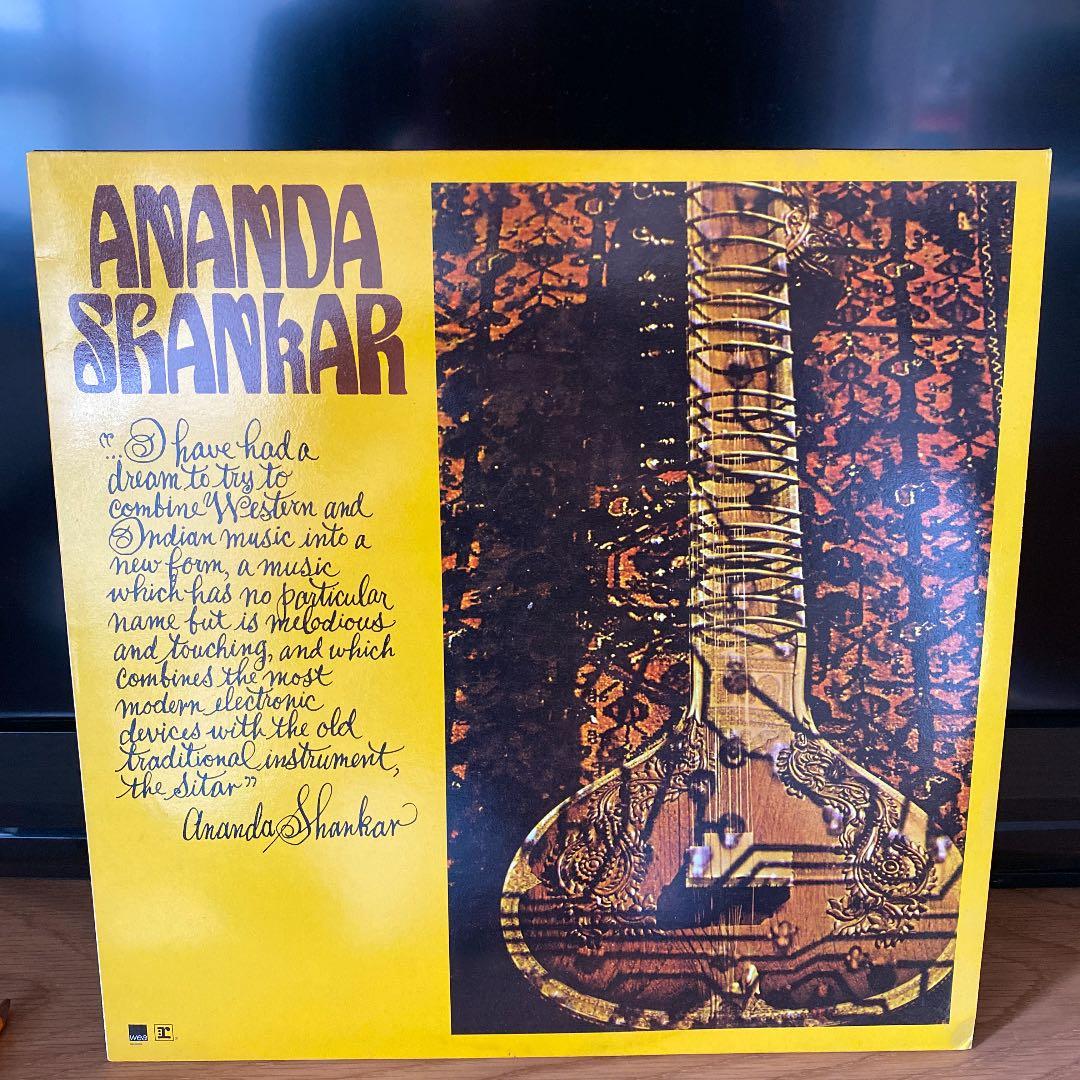 ANANDA
SHANKAR
"...I have had a
dream to try to
combine Western and
Indian music into a
new form, a music
which has no particular
name but is melodious
and touching, and which
combines the most
modern electronic
devices with the old
traditional instrument,
the sitar"
Ananda Shankar
wea r